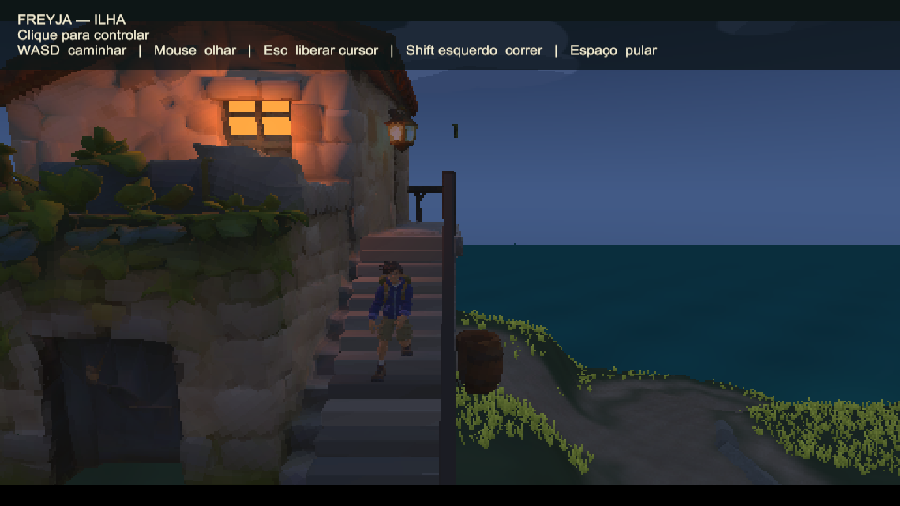 FREYJA — ILHA
Clique para controlar
WASD caminhar | Mouse olhar | Esc liberar cursor | Shift esquerdo correr | Espaço pular